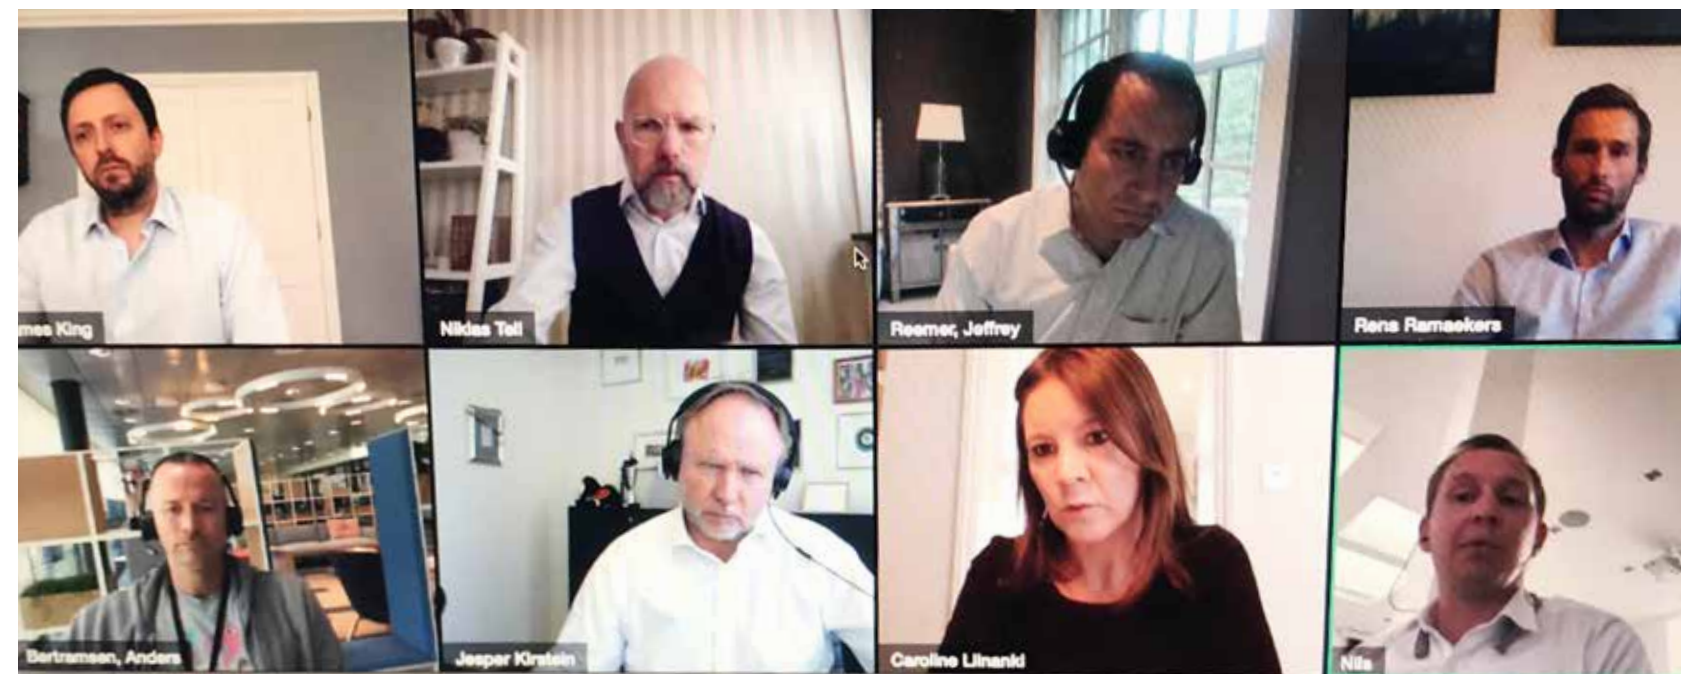 mes King
Niklas Tell
Reemer, Jeffrey
Rens Ramaekers
Bertramsen, Anders
Jesper Kirstein
Caroline Liinanki
Nils